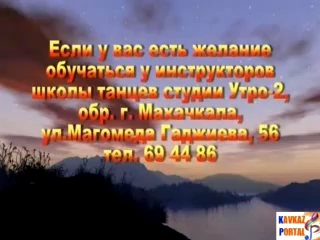 Если у вас есть желание
обучаться у инструкторов
школы танцев студии Утро-2,
обр. г. Махачкала,
ул.Магомеда Гаджиева, 56
тел. 69 44 86
KAVKAZ
PORTAL